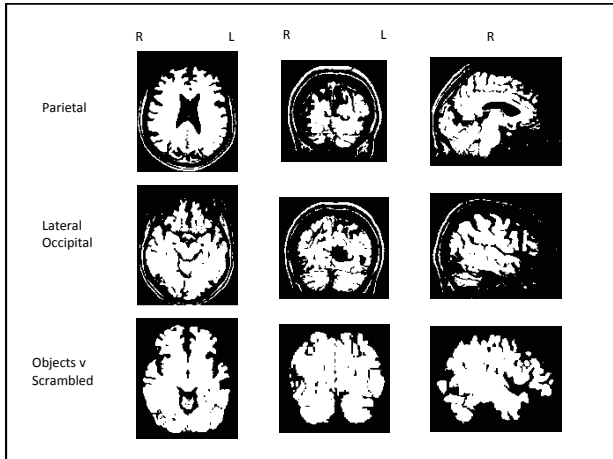 R L R L R
Parietal
Lateral
Occipital
Objects v
Scrambled